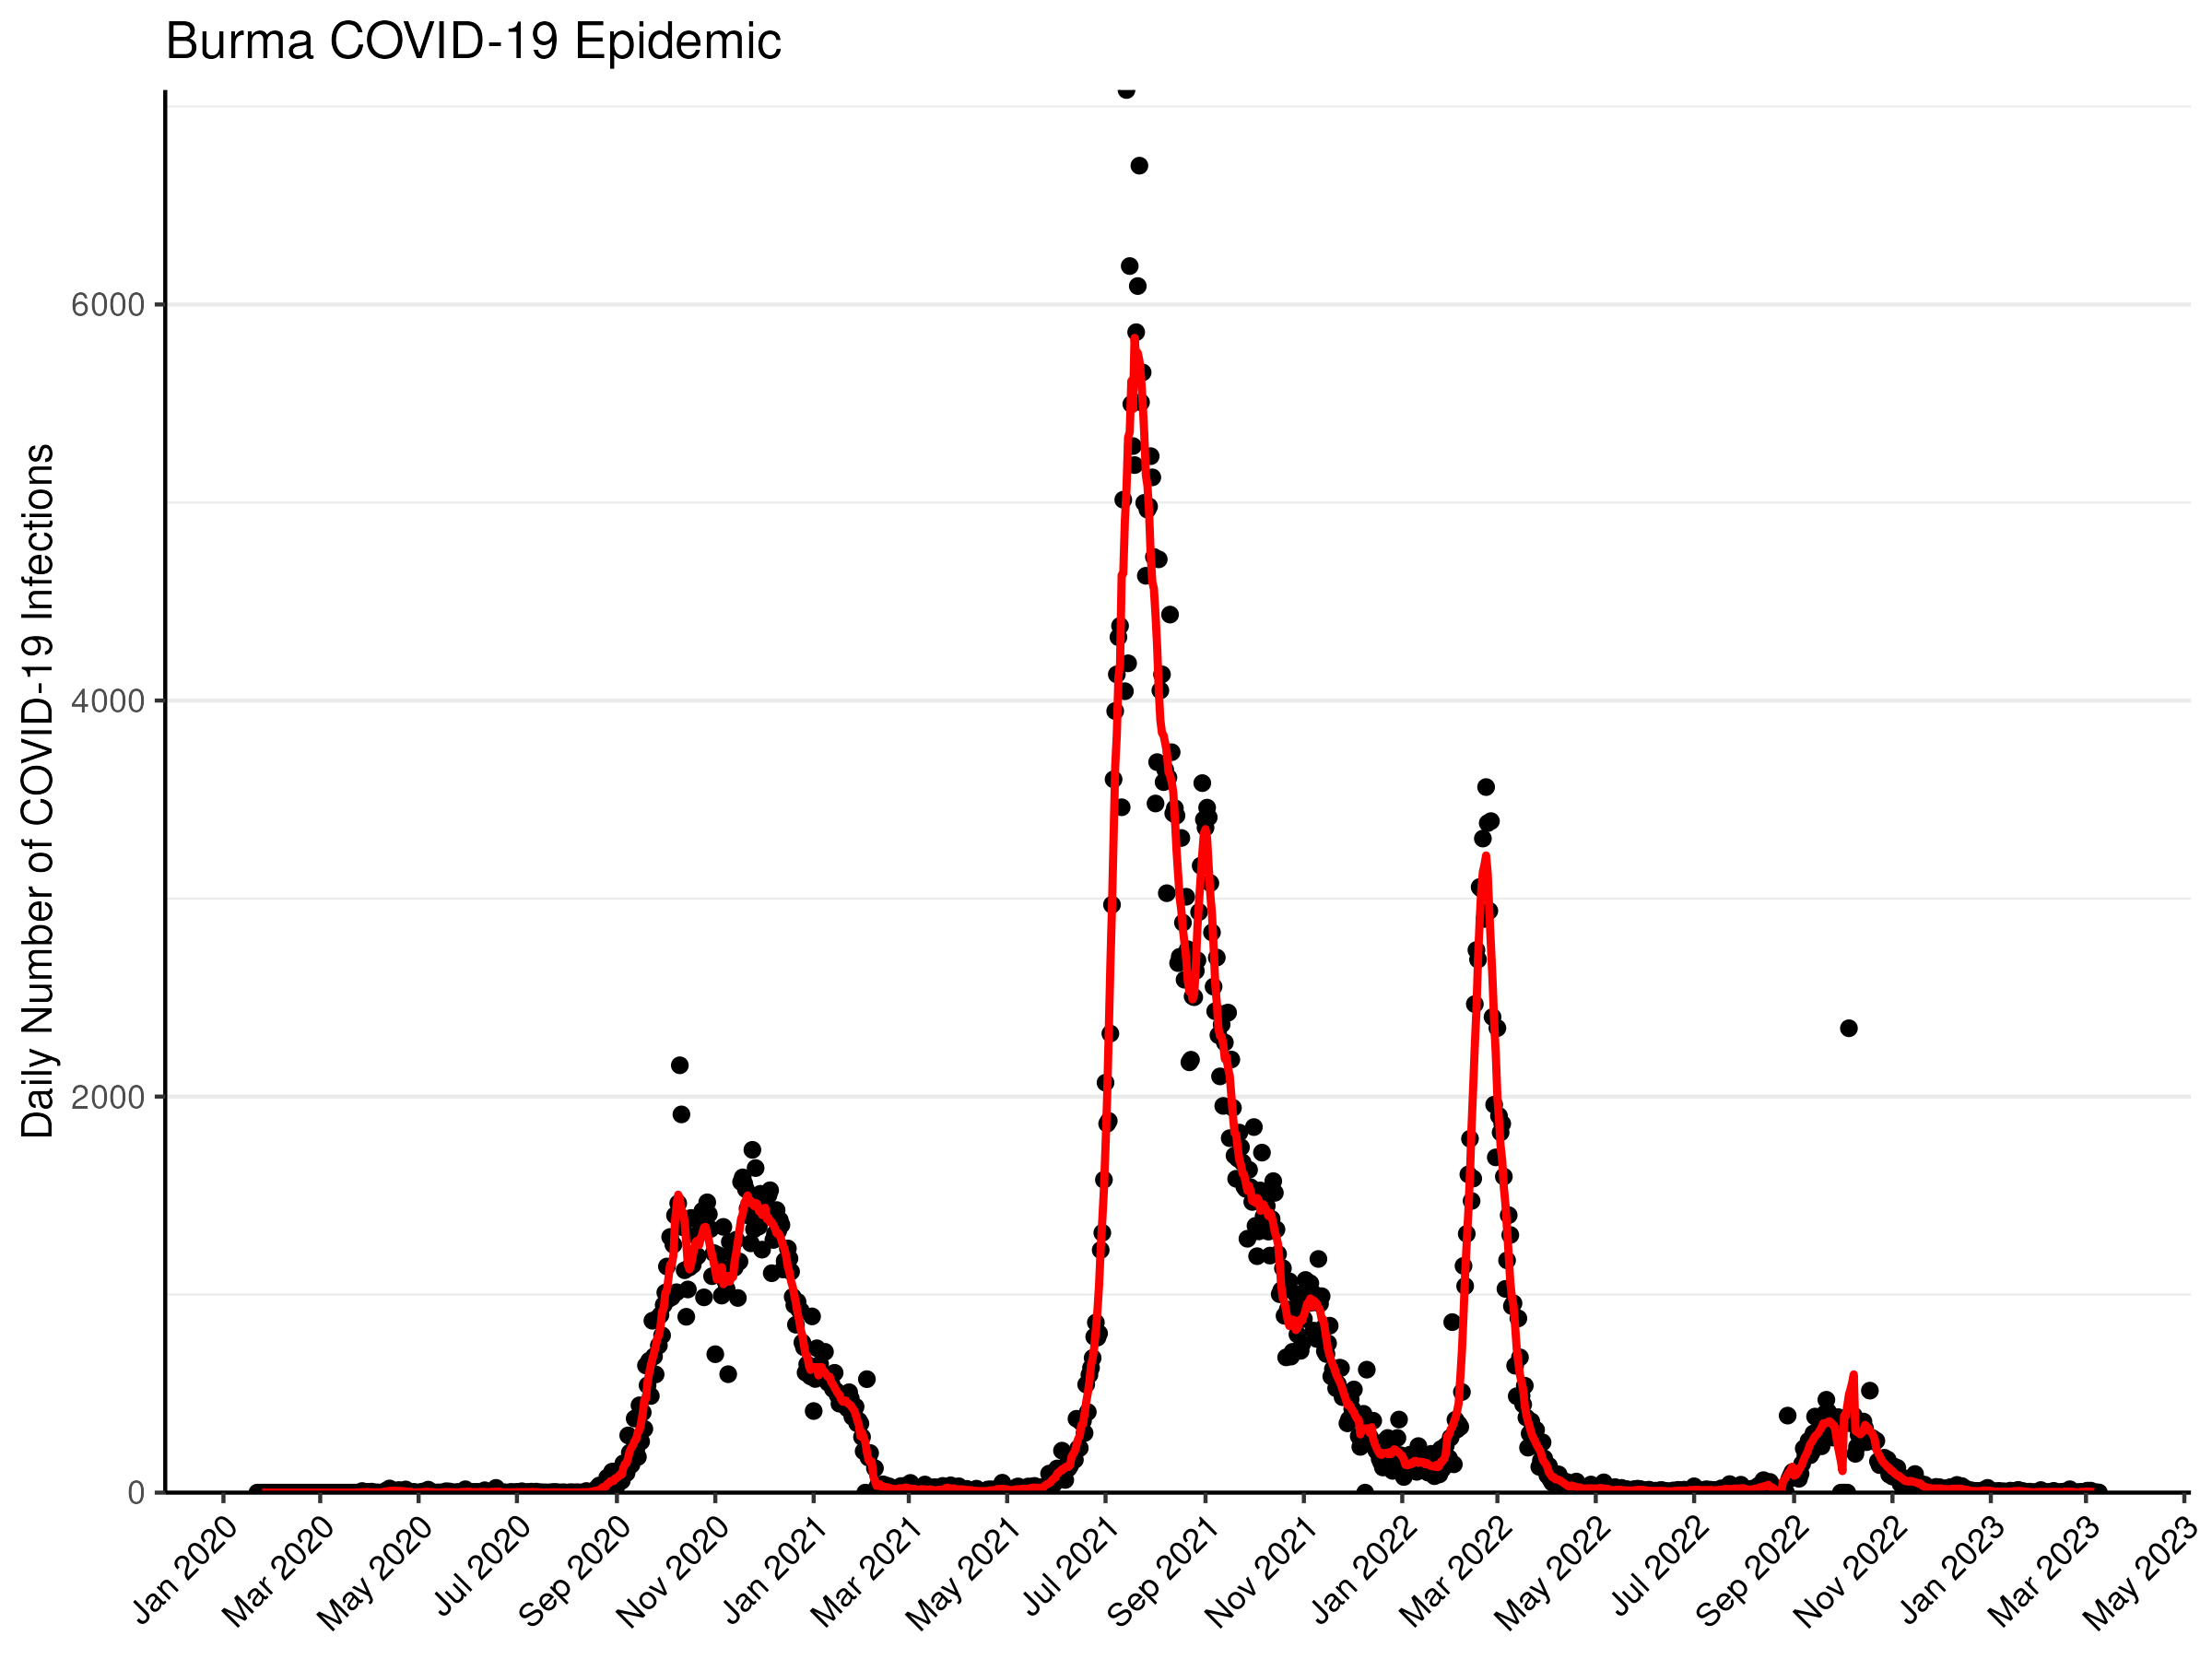 Burma COVID-19 Epidemic
Daily Number of COVID-19 Infections
6000
4000
2000
0
Jan 2020
Mar 2020
May 2020
Jul 2020
Sep 2020
Nov 2020
Jan 2021
Mar 2021
May 2021
Jul 2021
Sep 2021
Nov 2021
Jan 2022
Mar 2022
May 2022
Jul 2022
Sep 2022
Nov 2022
Jan 2023
Mar 2023
May 2023